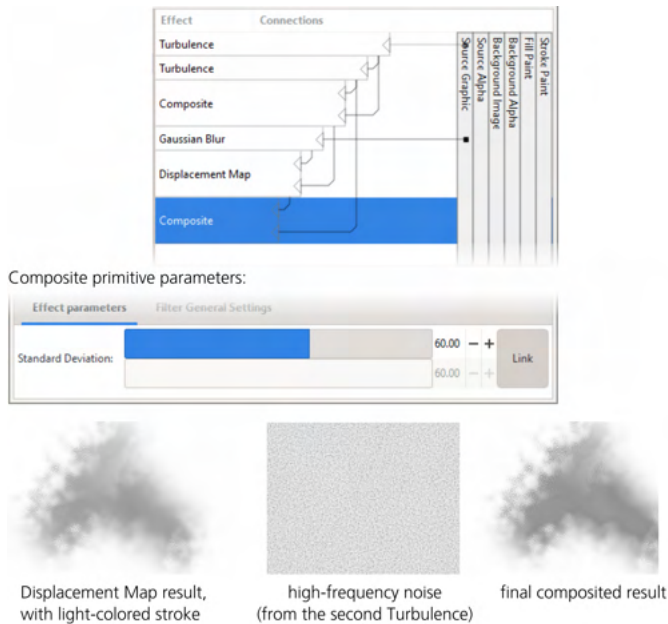 Effect Connections
Turbulence
Turbulence
Composite
Gaussian Blur
Displacement Map
Composite
Source Graphic
Source Alpha
Background Image
Background Alpha
Fill Paint
Stroke Paint
Composite primitive parameters:
Effect parameters Filter General Settings
Standard Deviation:
60.00 − +
60.00 − +
Link
Displacement Map result,
with light-colored stroke
high-frequency noise
(from the second Turbulence)
final composited result